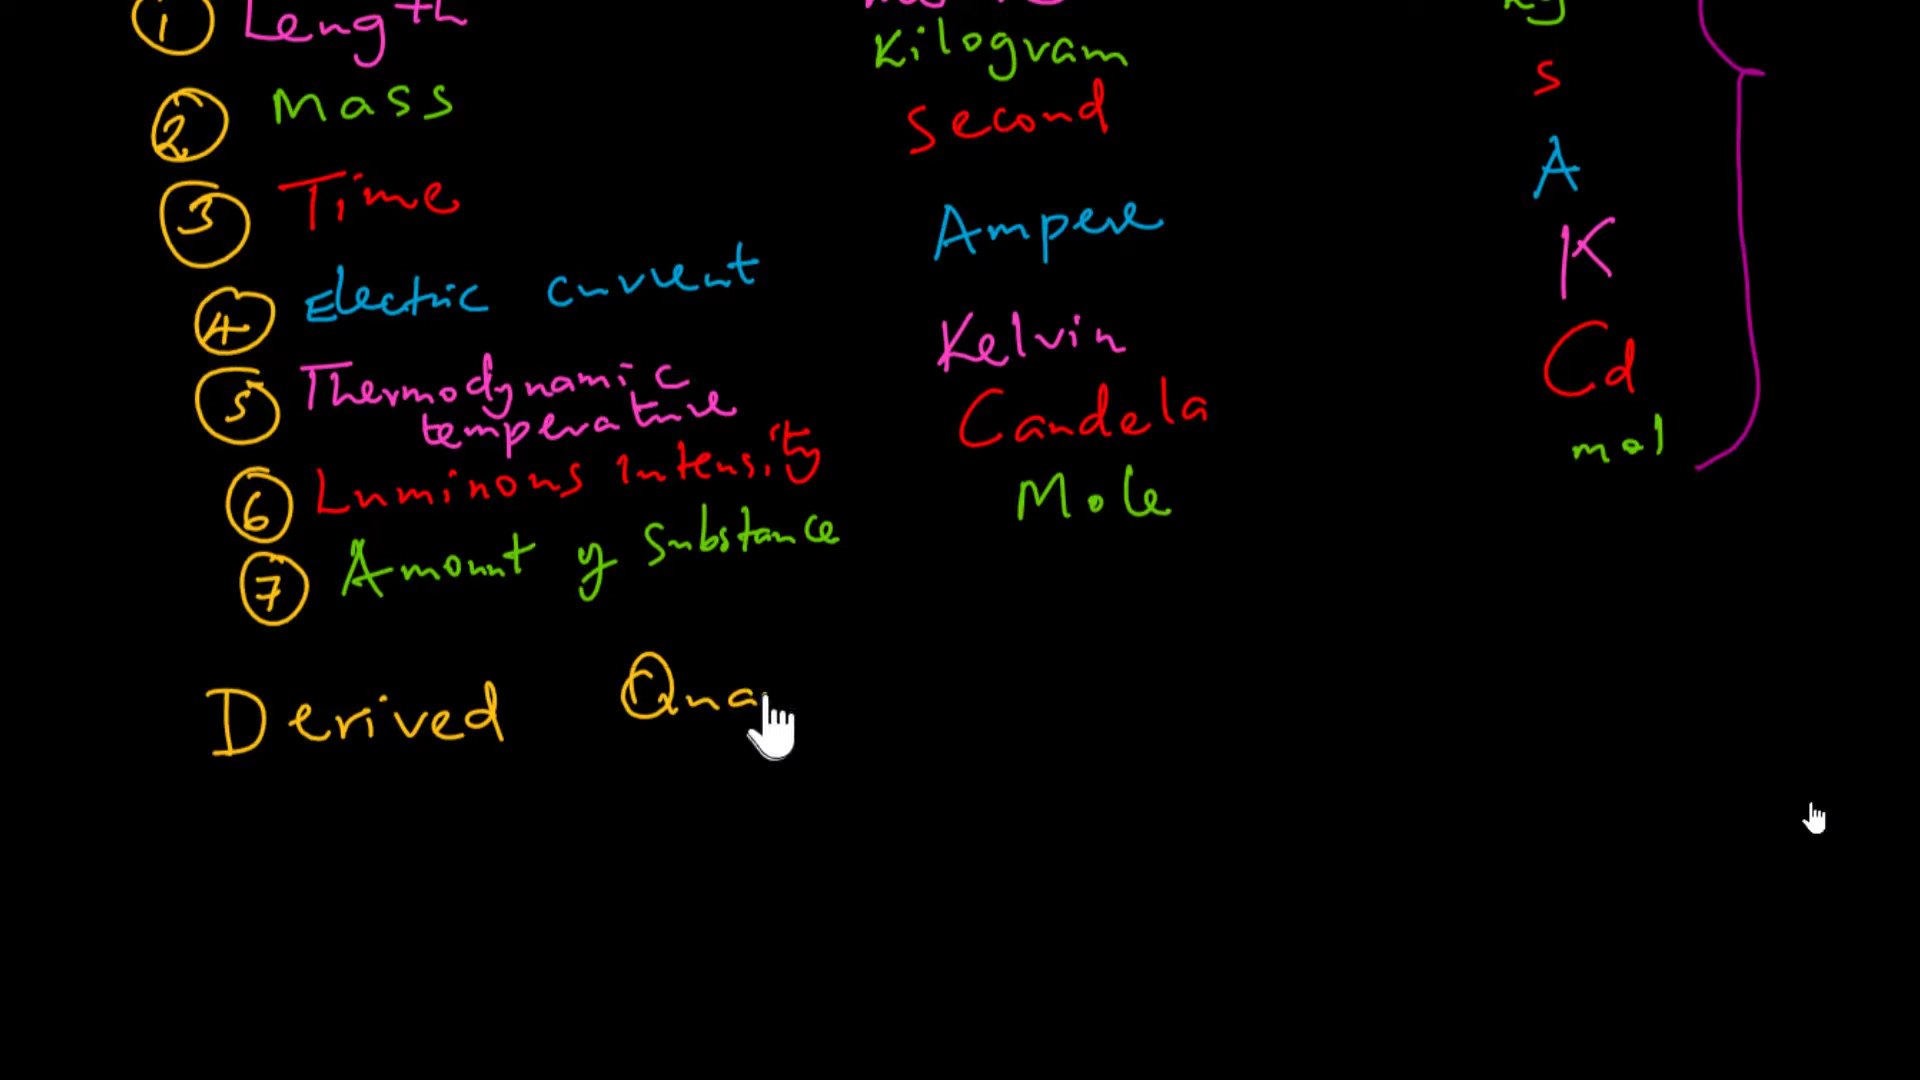 1 Length
Kilogram kg
2 Mass Second s
3 Time Ampere A
4 Electric current Kelvin K
5 Thermodynamic
temperature Candela Cd
6 Luminous intensity Mole mol
7 Amount of Substance
Derived Qua